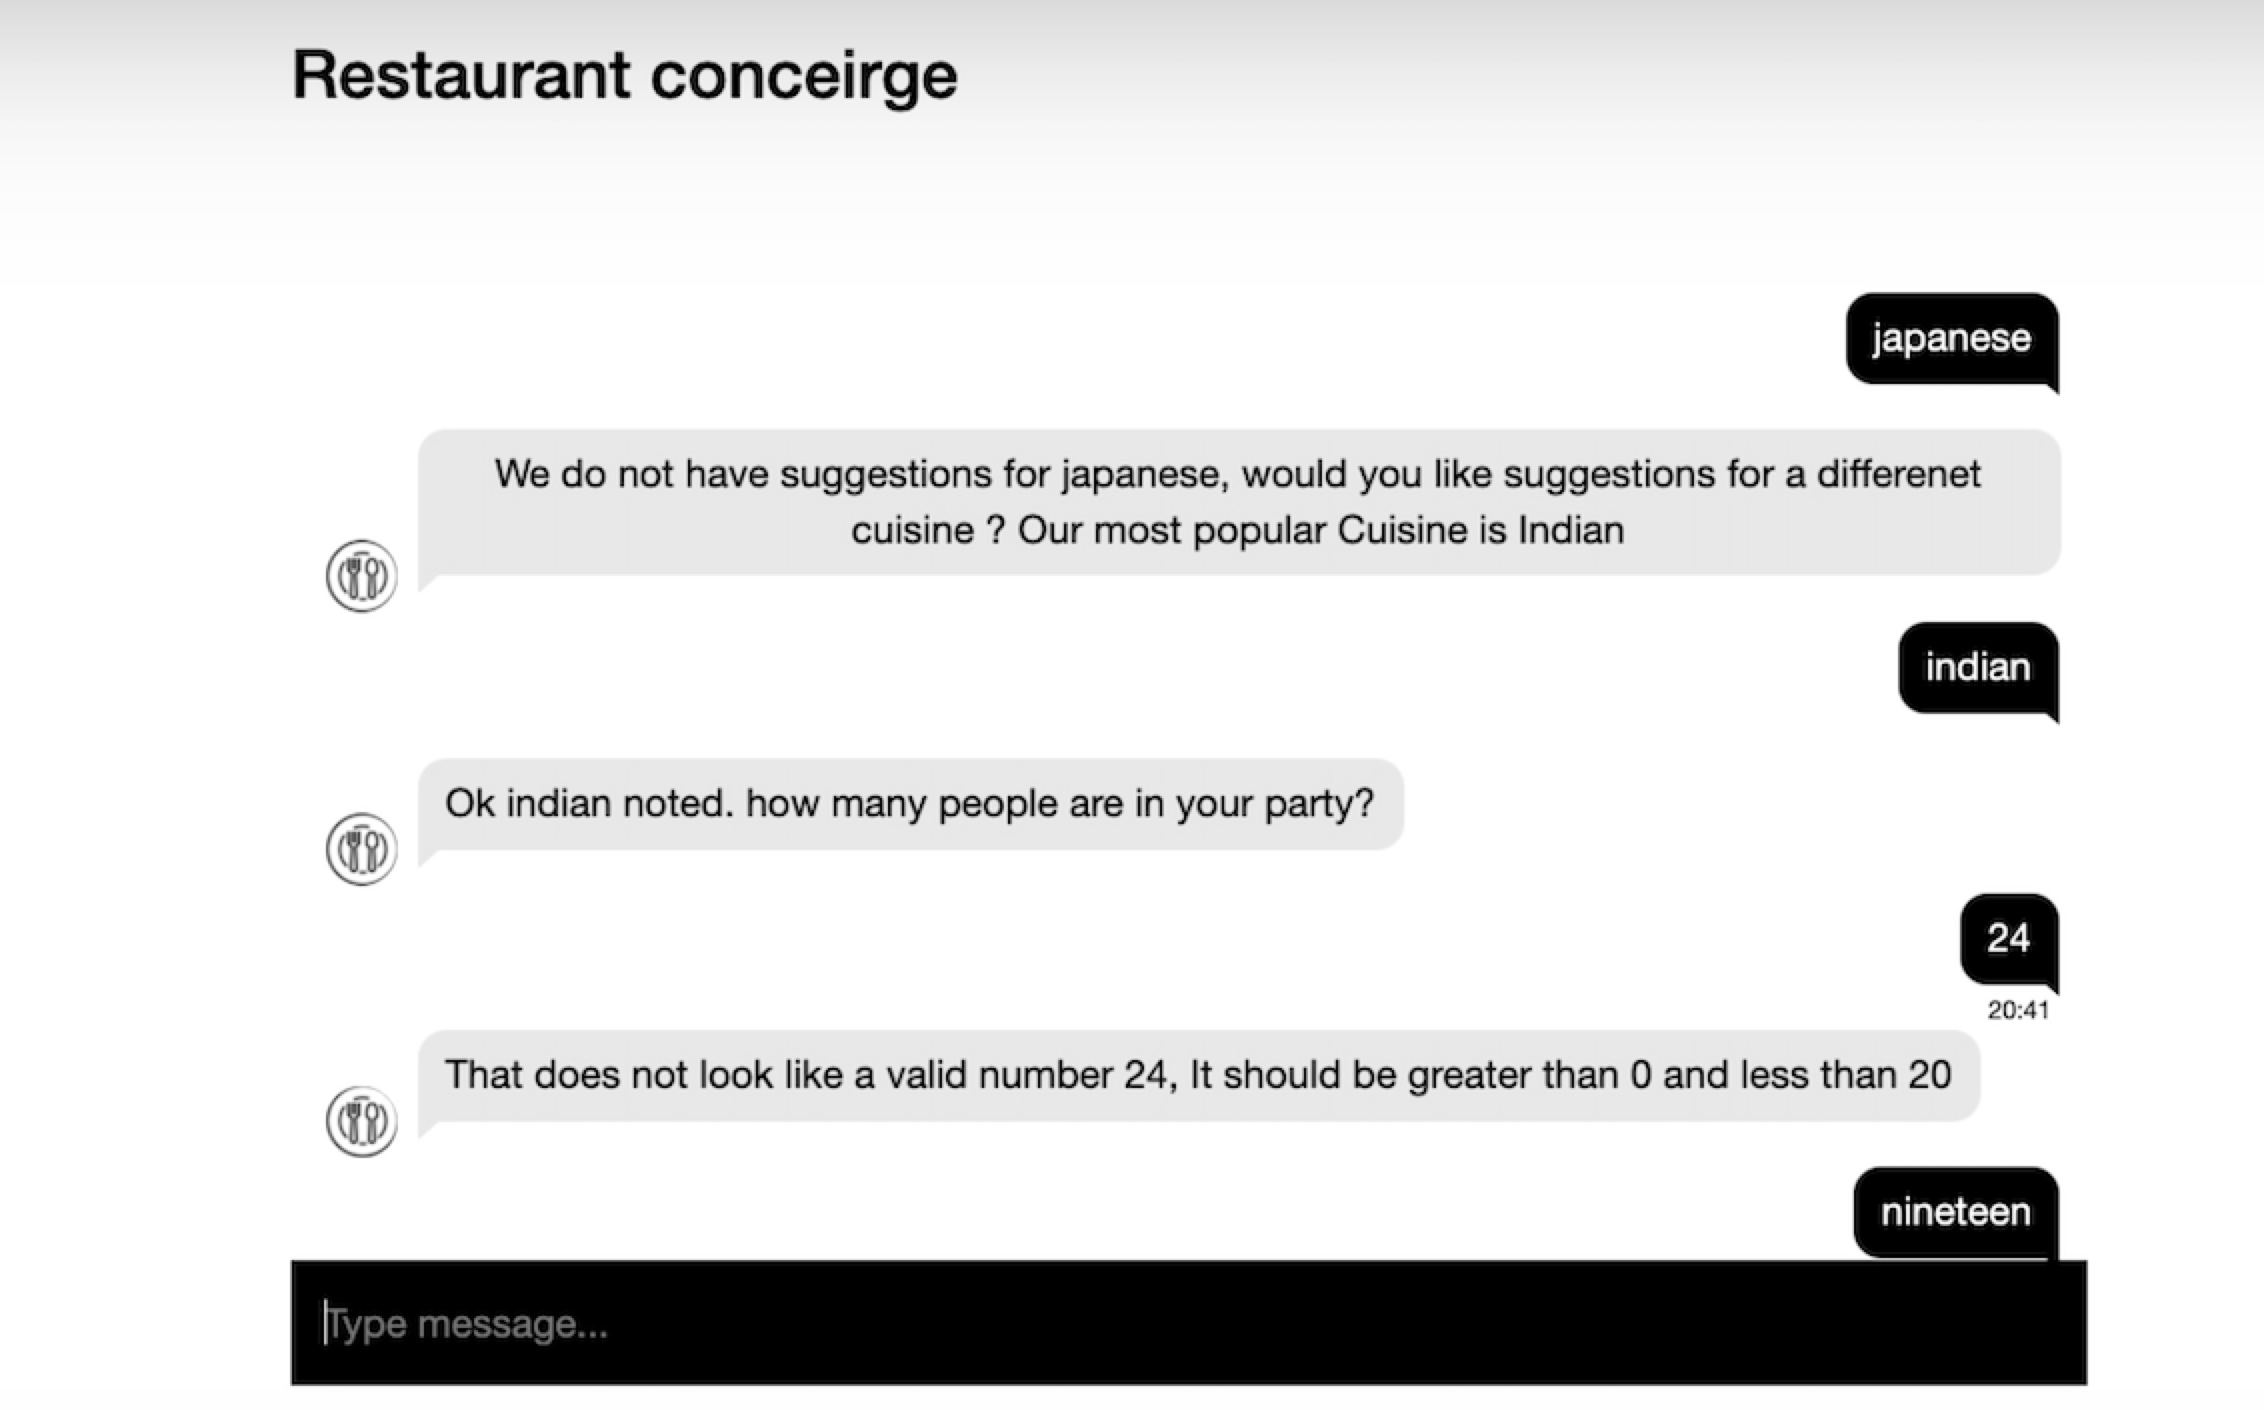 Restaurant conceirge
japanese
We do not have suggestions for japanese, would you like suggestions for a differenet
cuisine ? Our most popular Cuisine is Indian
indian
Ok indian noted. how many people are in your party?
24
20:41
That does not look like a valid number 24, It should be greater than 0 and less than 20
nineteen
Type message...